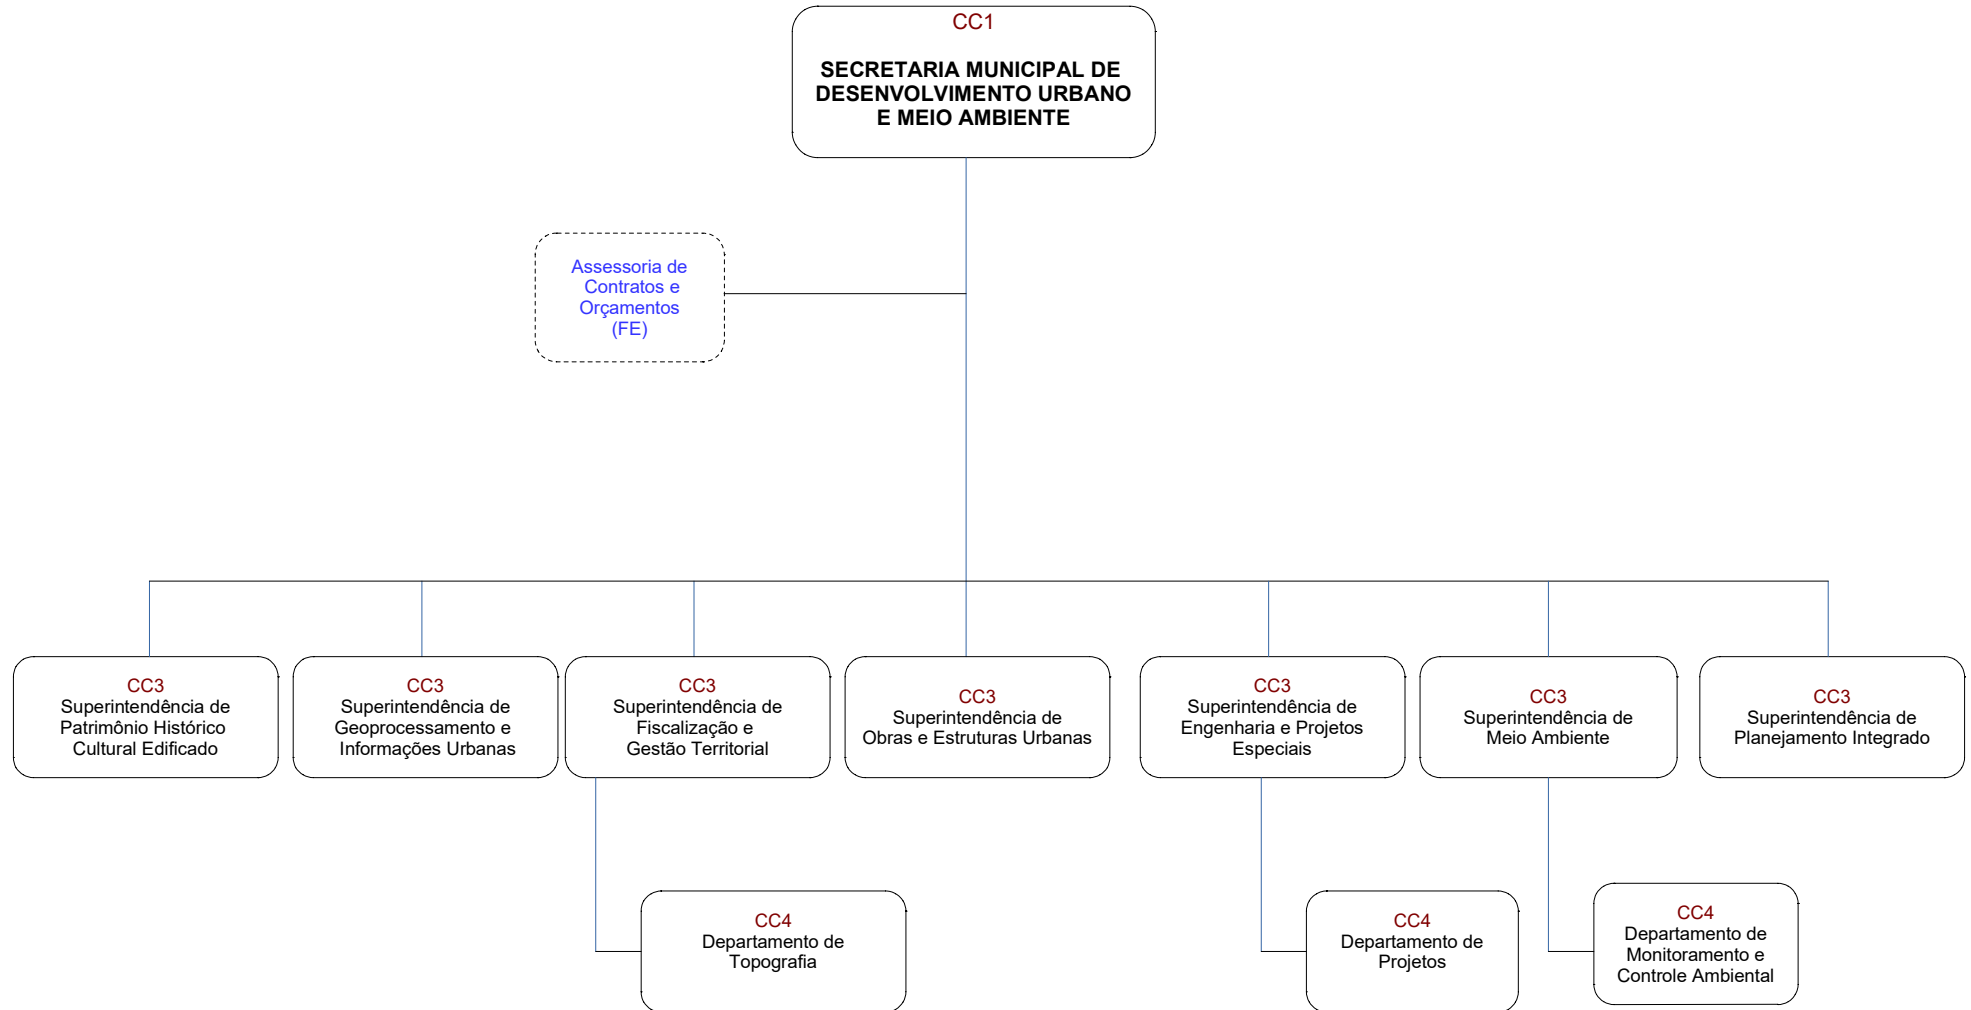 CC1
SECRETARIA MUNICIPAL DE
DESENVOLVIMENTO URBANO
E MEIO AMBIENTE
Assessoria de
Contratos e
Orçamentos
(FE)
CC3
Superintendência de
Patrimônio Histórico
Cultural Edificado
CC3
Superintendência de
Geoprocessamento e
Informações Urbanas
CC3
Superintendência de
Fiscalização e
Gestão Territorial
CC3
Superintendência de
Obras e Estruturas Urbanas
CC3
Superintendência de
Engenharia e Projetos
Especiais
CC3
Superintendência de
Meio Ambiente
CC3
Superintendência de
Planejamento Integrado
CC4
Departamento de
Topografia
CC4
Departamento de
Projetos
CC4
Departamento de
Monitoramento e
Controle Ambiental